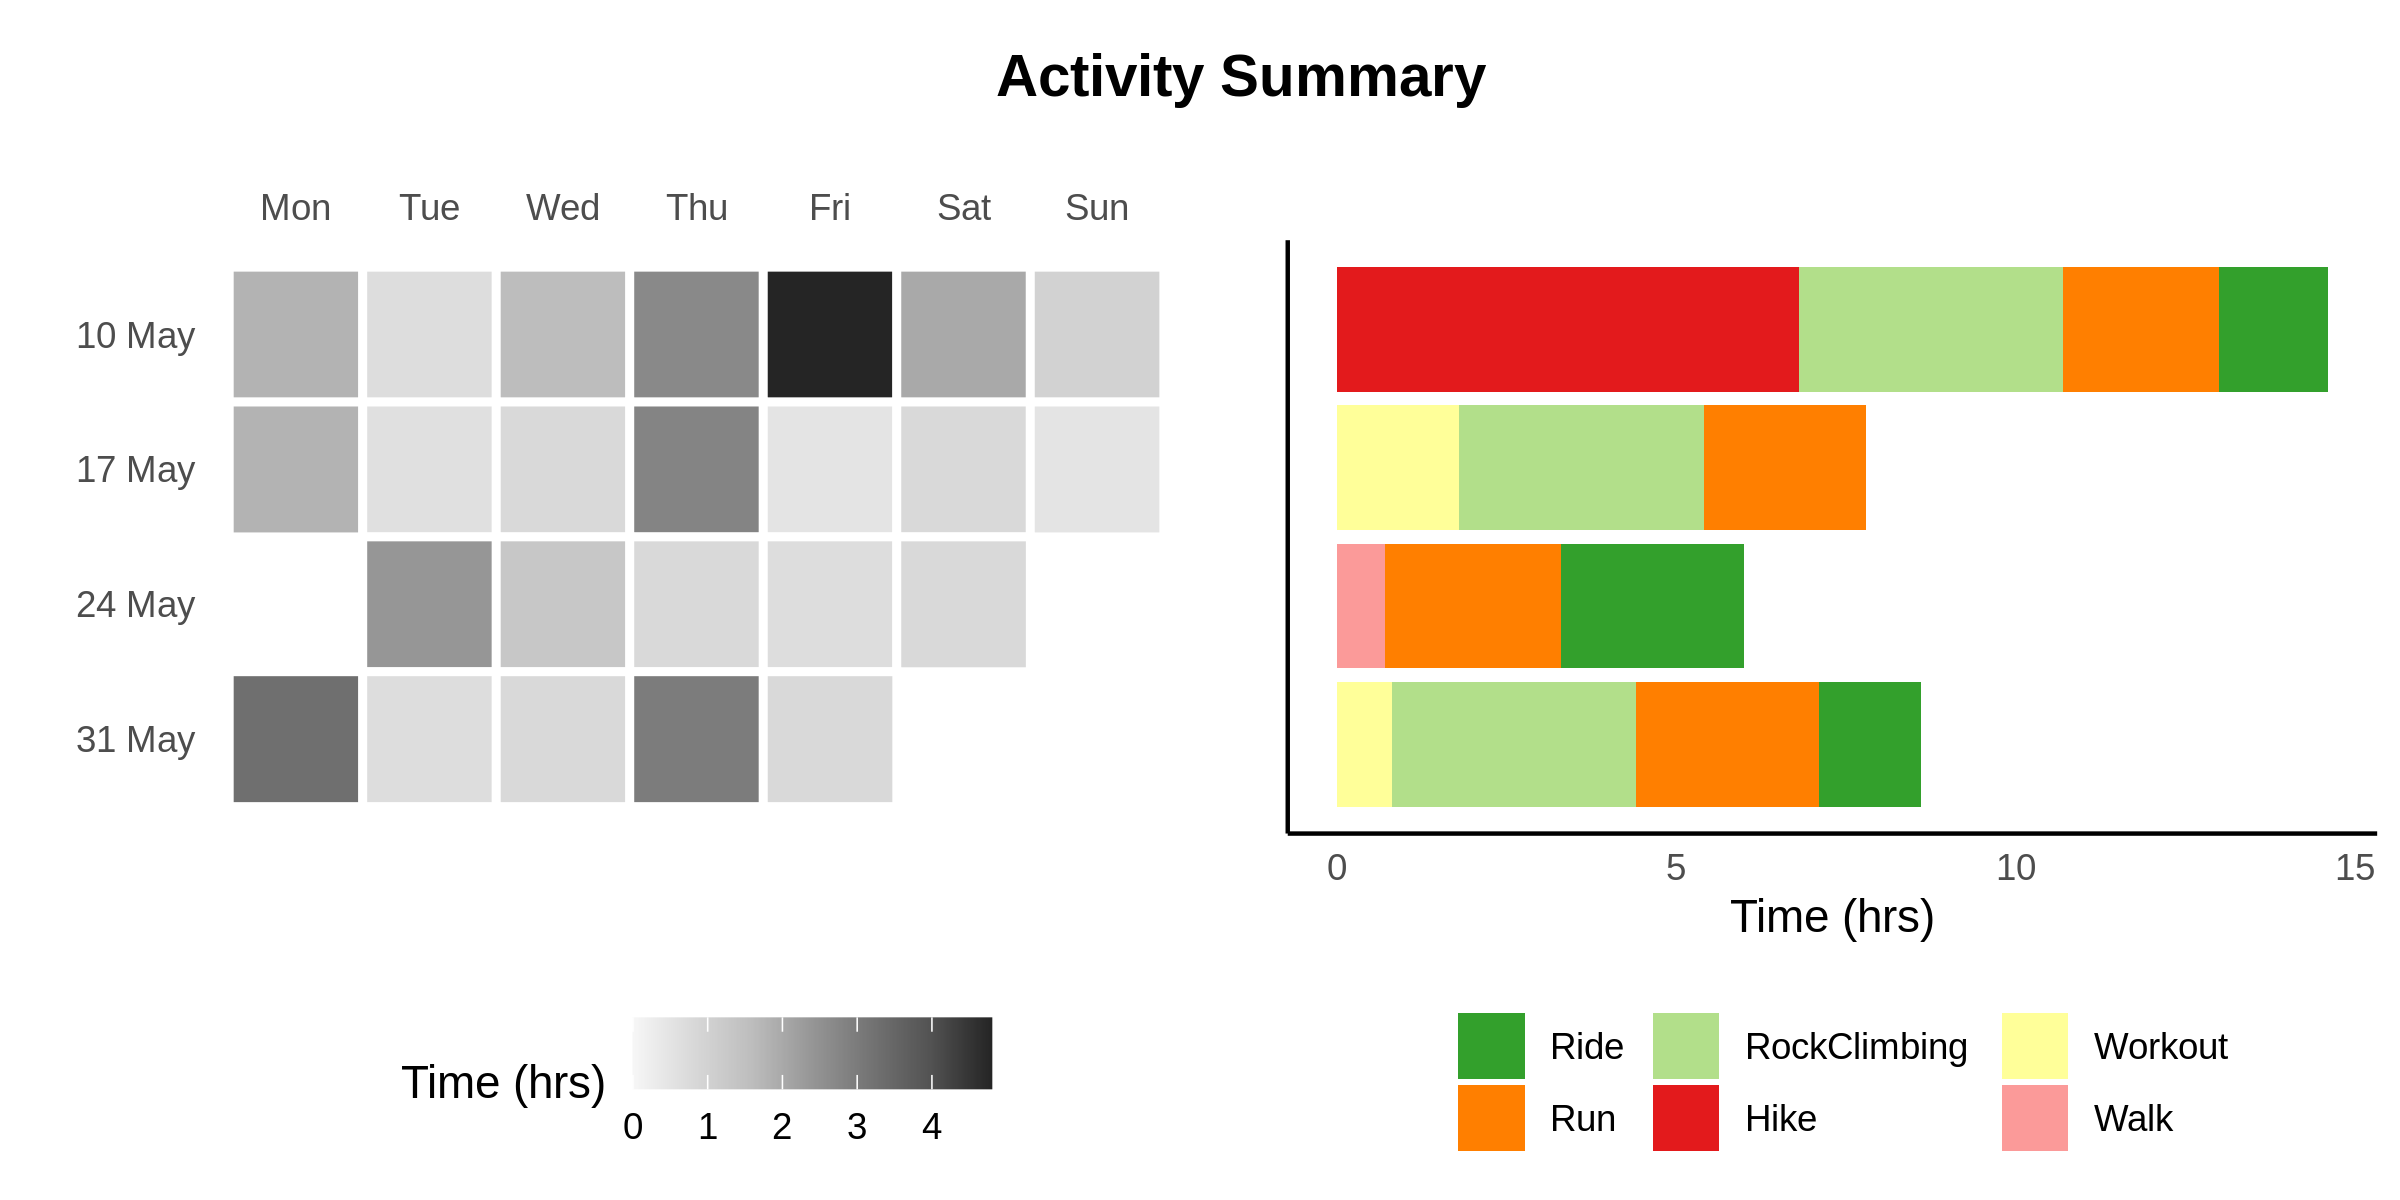 Activity Summary
Mon Tue Wed Thu Fri Sat Sun
10 May
17 May
24 May
31 May
0 5 10 15
Time (hrs)
Time (hrs)
0 1 2 3 4
Ride RockClimbing Workout
Run Hike Walk